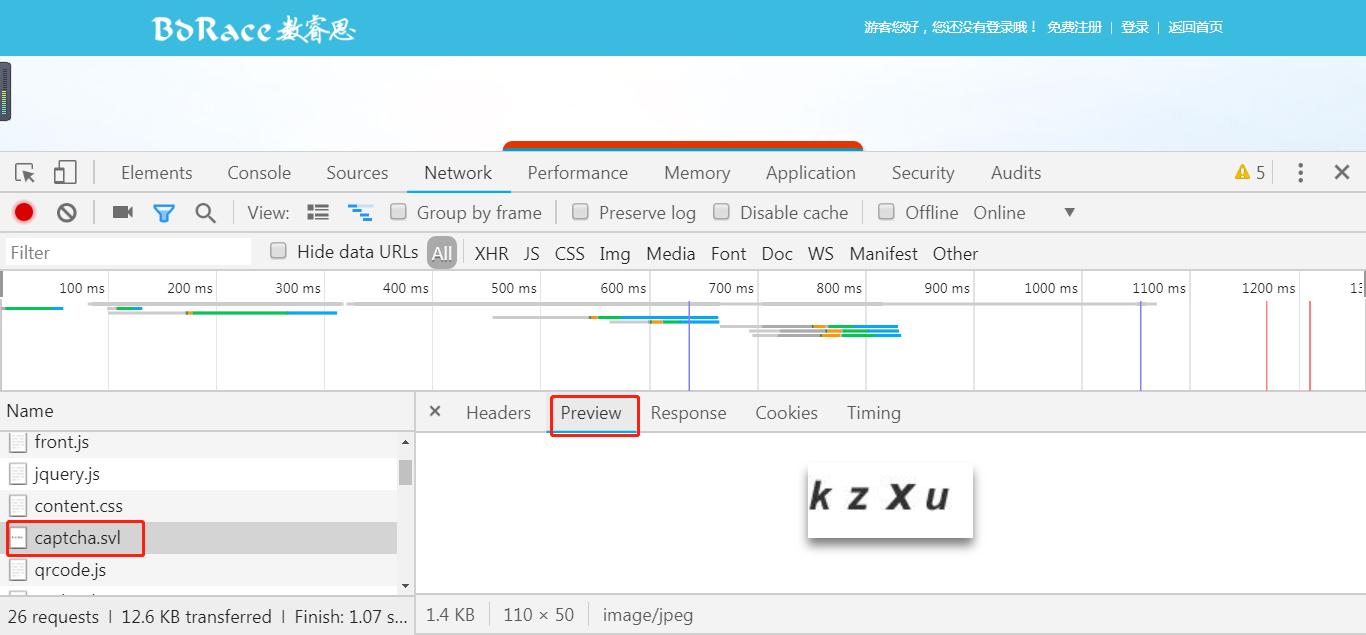 BdRace 数睿思
游客您好，您还没有登录哦！ 免费注册 | 登录 | 返回首页
Elements Console Sources Network Performance Memory Application Security Audits 5
View: Group by frame Preserve log Disable cache Offline Online
Filter Hide data URLs All XHR JS CSS Img Media Font Doc WS Manifest Other
100 ms 200 ms 300 ms 400 ms 500 ms 600 ms 700 ms 800 ms 900 ms 1000 ms 1100 ms 1200 ms
Name
front.js
jquery.js
content.css
captcha.svl
qrcode.js
26 requests | 12.6 KB transferred | Finish: 1.07 s...
Headers Preview Response Cookies Timing
k z X u
1.4 KB 110 × 50 image/jpeg